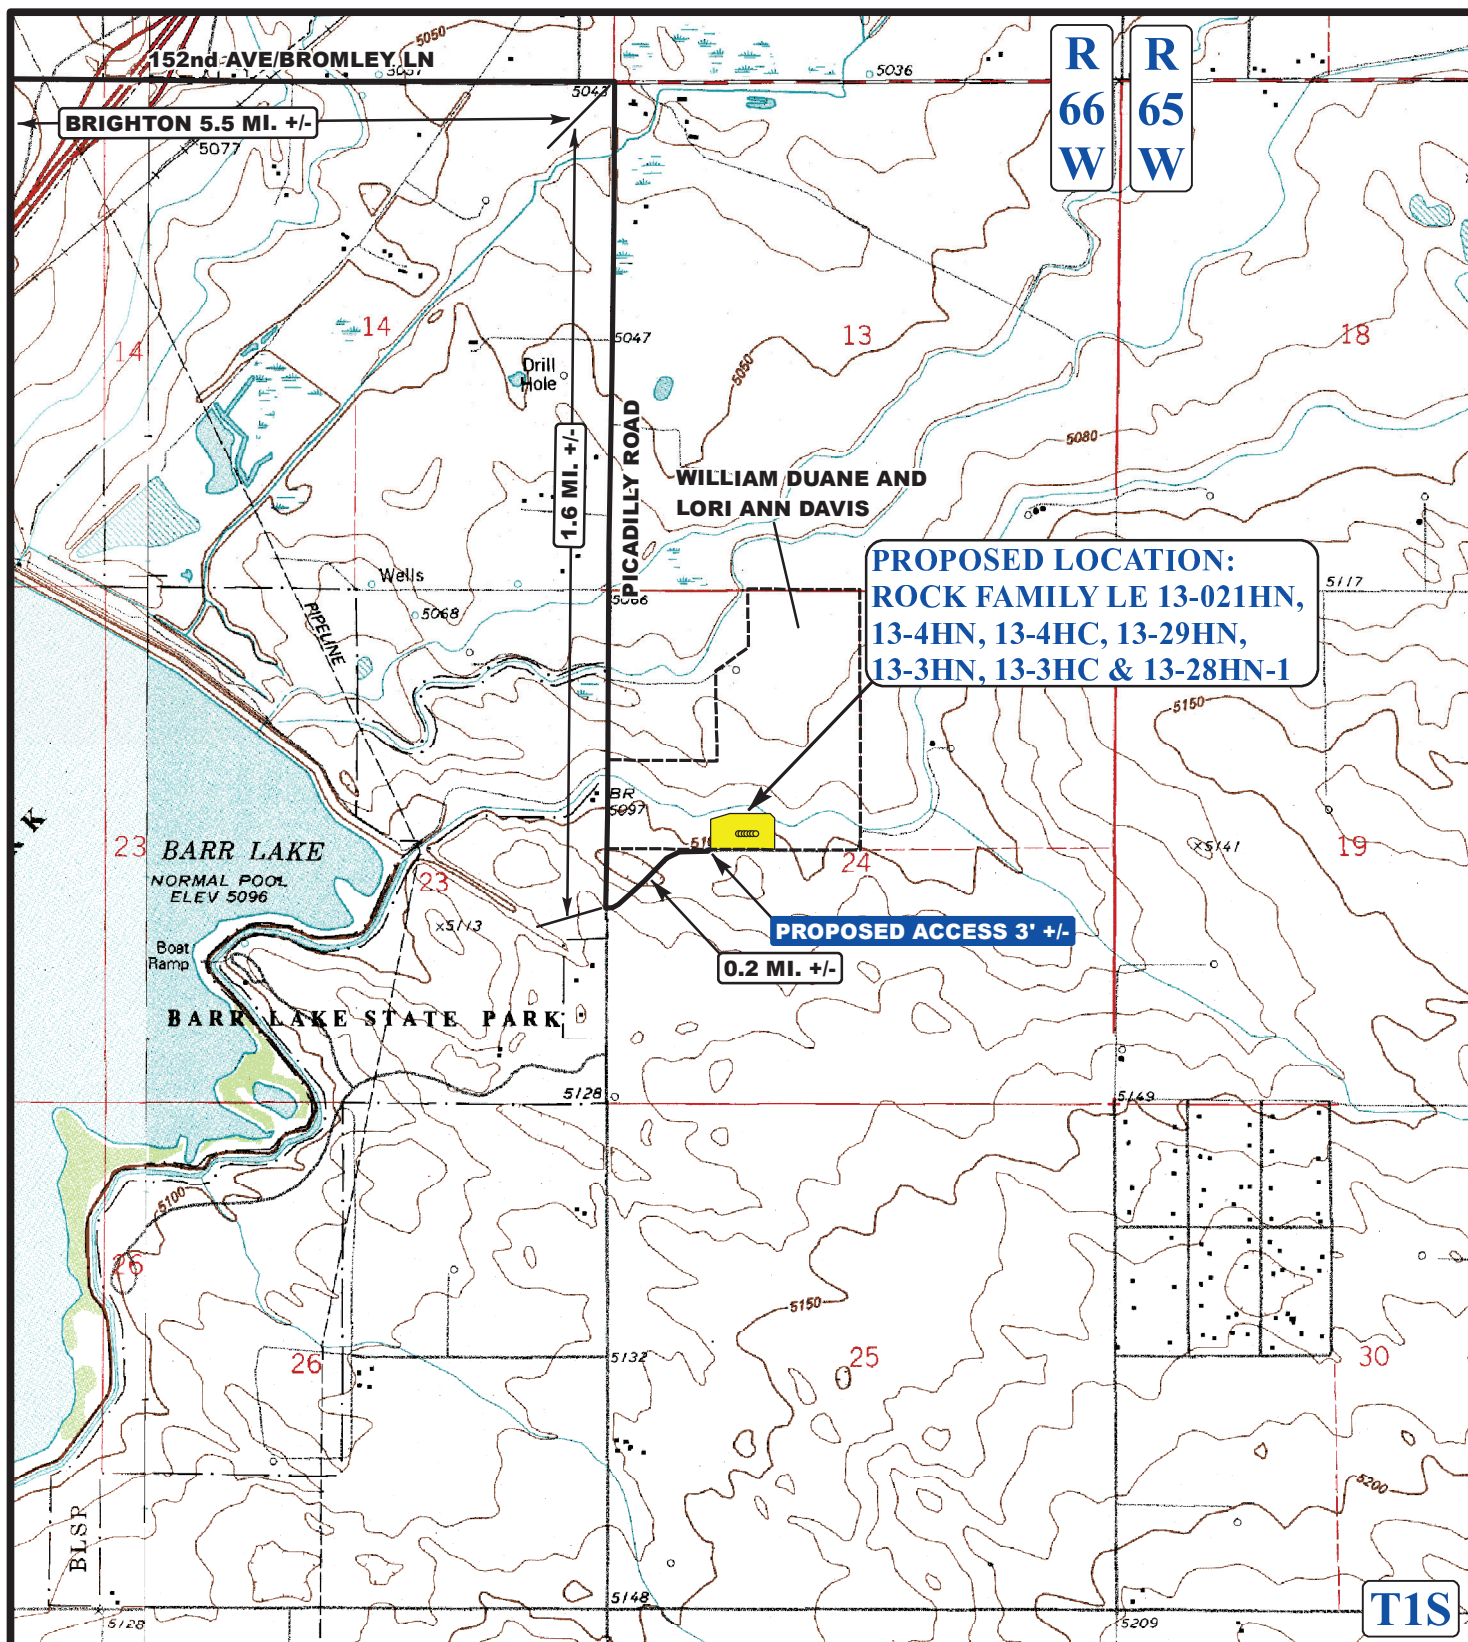 5050
152nd AVE/BROMLEY LN
5036
R
66
W
R
65
W
5043
BRIGHTON 5.5 MI. +/-
5077
14
14
13
18
5047
Drill
Hole
5050
PICADILLY ROAD
1.6 MI. +/-
5080
WILLIAM DUANE AND
LORI ANN DAVIS
PROPOSED LOCATION:
ROCK FAMILY LE 13-021HN,
13-4HN, 13-4HC, 13-29HN,
13-3HN, 13-3HC & 13-28HN-1
Wells
5117
5066
5068
PIPELINE
5150
BR
5097
K
23
BARR LAKE
NORMAL POOL
ELEV 5096
23
24
x5141
19
x5113
PROPOSED ACCESS 3' +/-
0.2 MI. +/-
Boat
Ramp
BARR LAKE STATE PARK
5128
5149
5100
26
5150
26
5132
25
30
5200
BLSP
5128
5148
5209
T1S